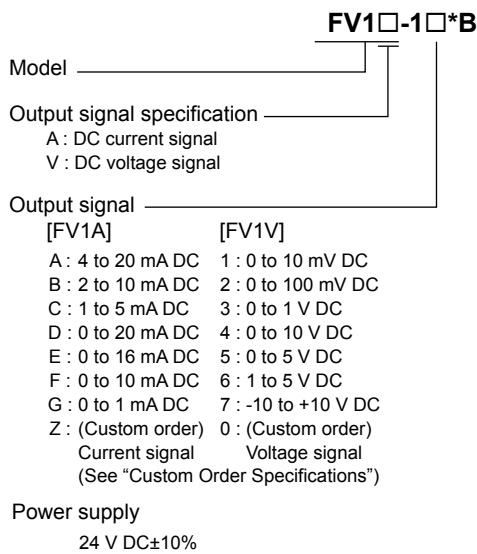 FV1□-1□*B
Model
Output signal specification
A : DC current signal
V : DC voltage signal
Output signal
[FV1A] [FV1V]
A : 4 to 20 mA DC 1 : 0 to 10 mV DC
B : 2 to 10 mA DC 2 : 0 to 100 mV DC
C : 1 to 5 mA DC 3 : 0 to 1 V DC
D : 0 to 20 mA DC 4 : 0 to 10 V DC
E : 0 to 16 mA DC 5 : 0 to 5 V DC
F : 0 to 10 mA DC 6 : 1 to 5 V DC
G : 0 to 1 mA DC 7 : -10 to +10 V DC
Z : (Custom order) 0 : (Custom order)
Current signal Voltage signal
(See “Custom Order Specifications”)
Power supply
24 V DC±10%